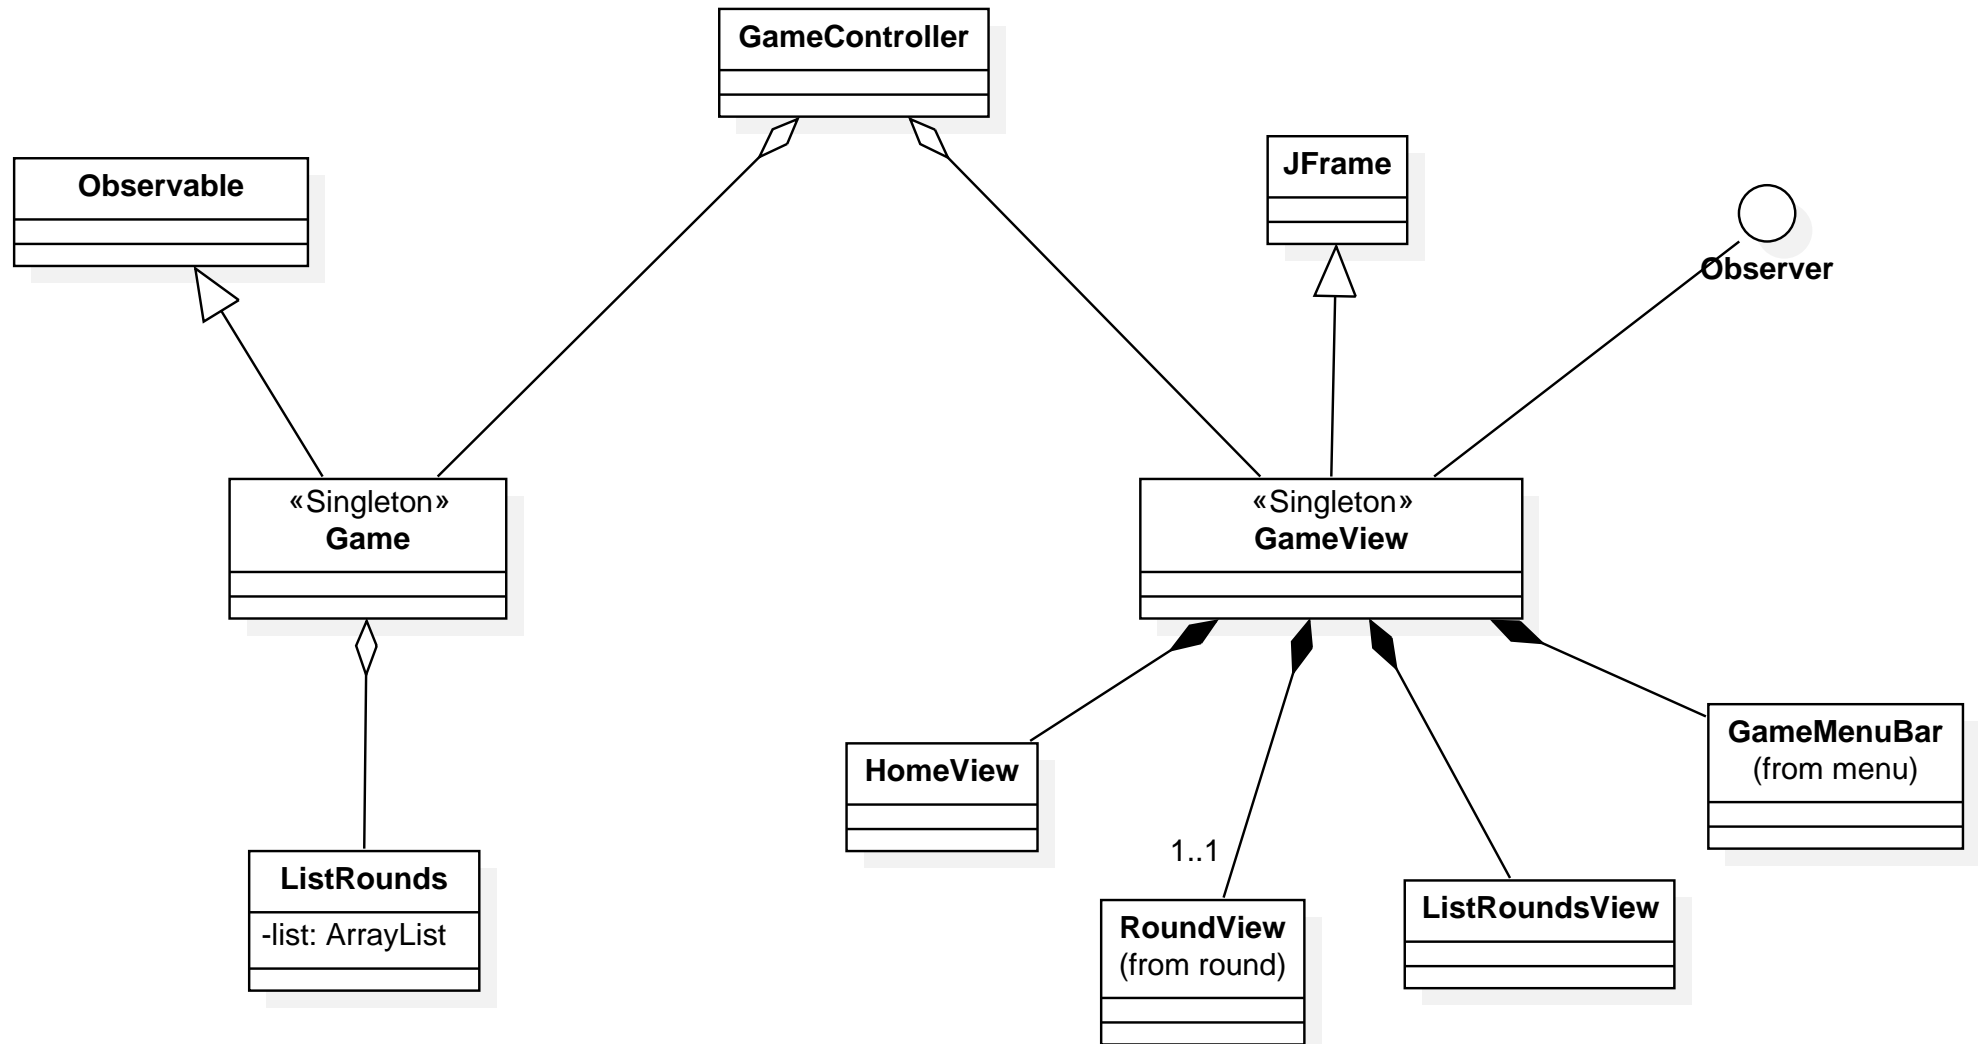 GameController
Observable
JFrame
Observer
«Singleton»
Game
«Singleton»
GameView
HomeView
GameMenuBar
(from menu)
1..1
ListRounds
-list: ArrayList
RoundView
(from round)
ListRoundsView